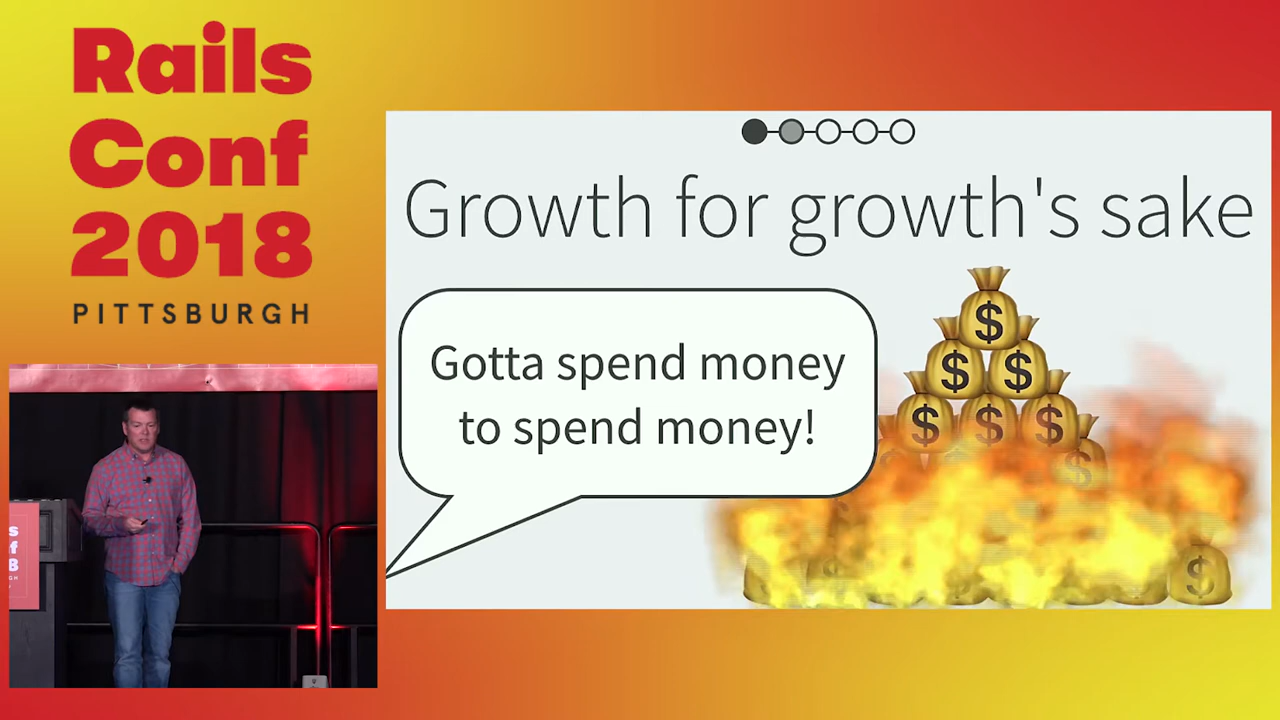 Rails
Conf
2018
PITTSBURGH
Growth for growth's sake
Gotta spend money
to spend money!
$
$ $
$ $ $
$
$